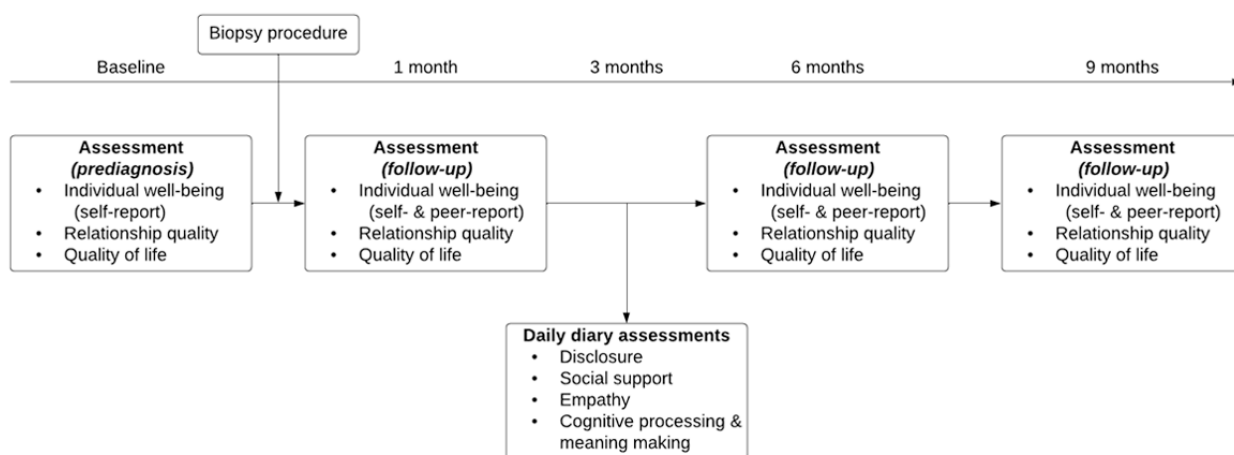 Biopsy procedure
Baseline
1 month
3 months
6 months
9 months
Assessment
(prediagnosis)
• Individual well-being
(self-report)
• Relationship quality
• Quality of life
Assessment
(follow-up)
• Individual well-being
(self- & peer-report)
• Relationship quality
• Quality of life
Assessment
(follow-up)
• Individual well-being
(self- & peer-report)
• Relationship quality
• Quality of life
Assessment
(follow-up)
• Individual well-being
(self- & peer-report)
• Relationship quality
• Quality of life
Daily diary assessments
• Disclosure
• Social support
• Empathy
• Cognitive processing &
meaning making